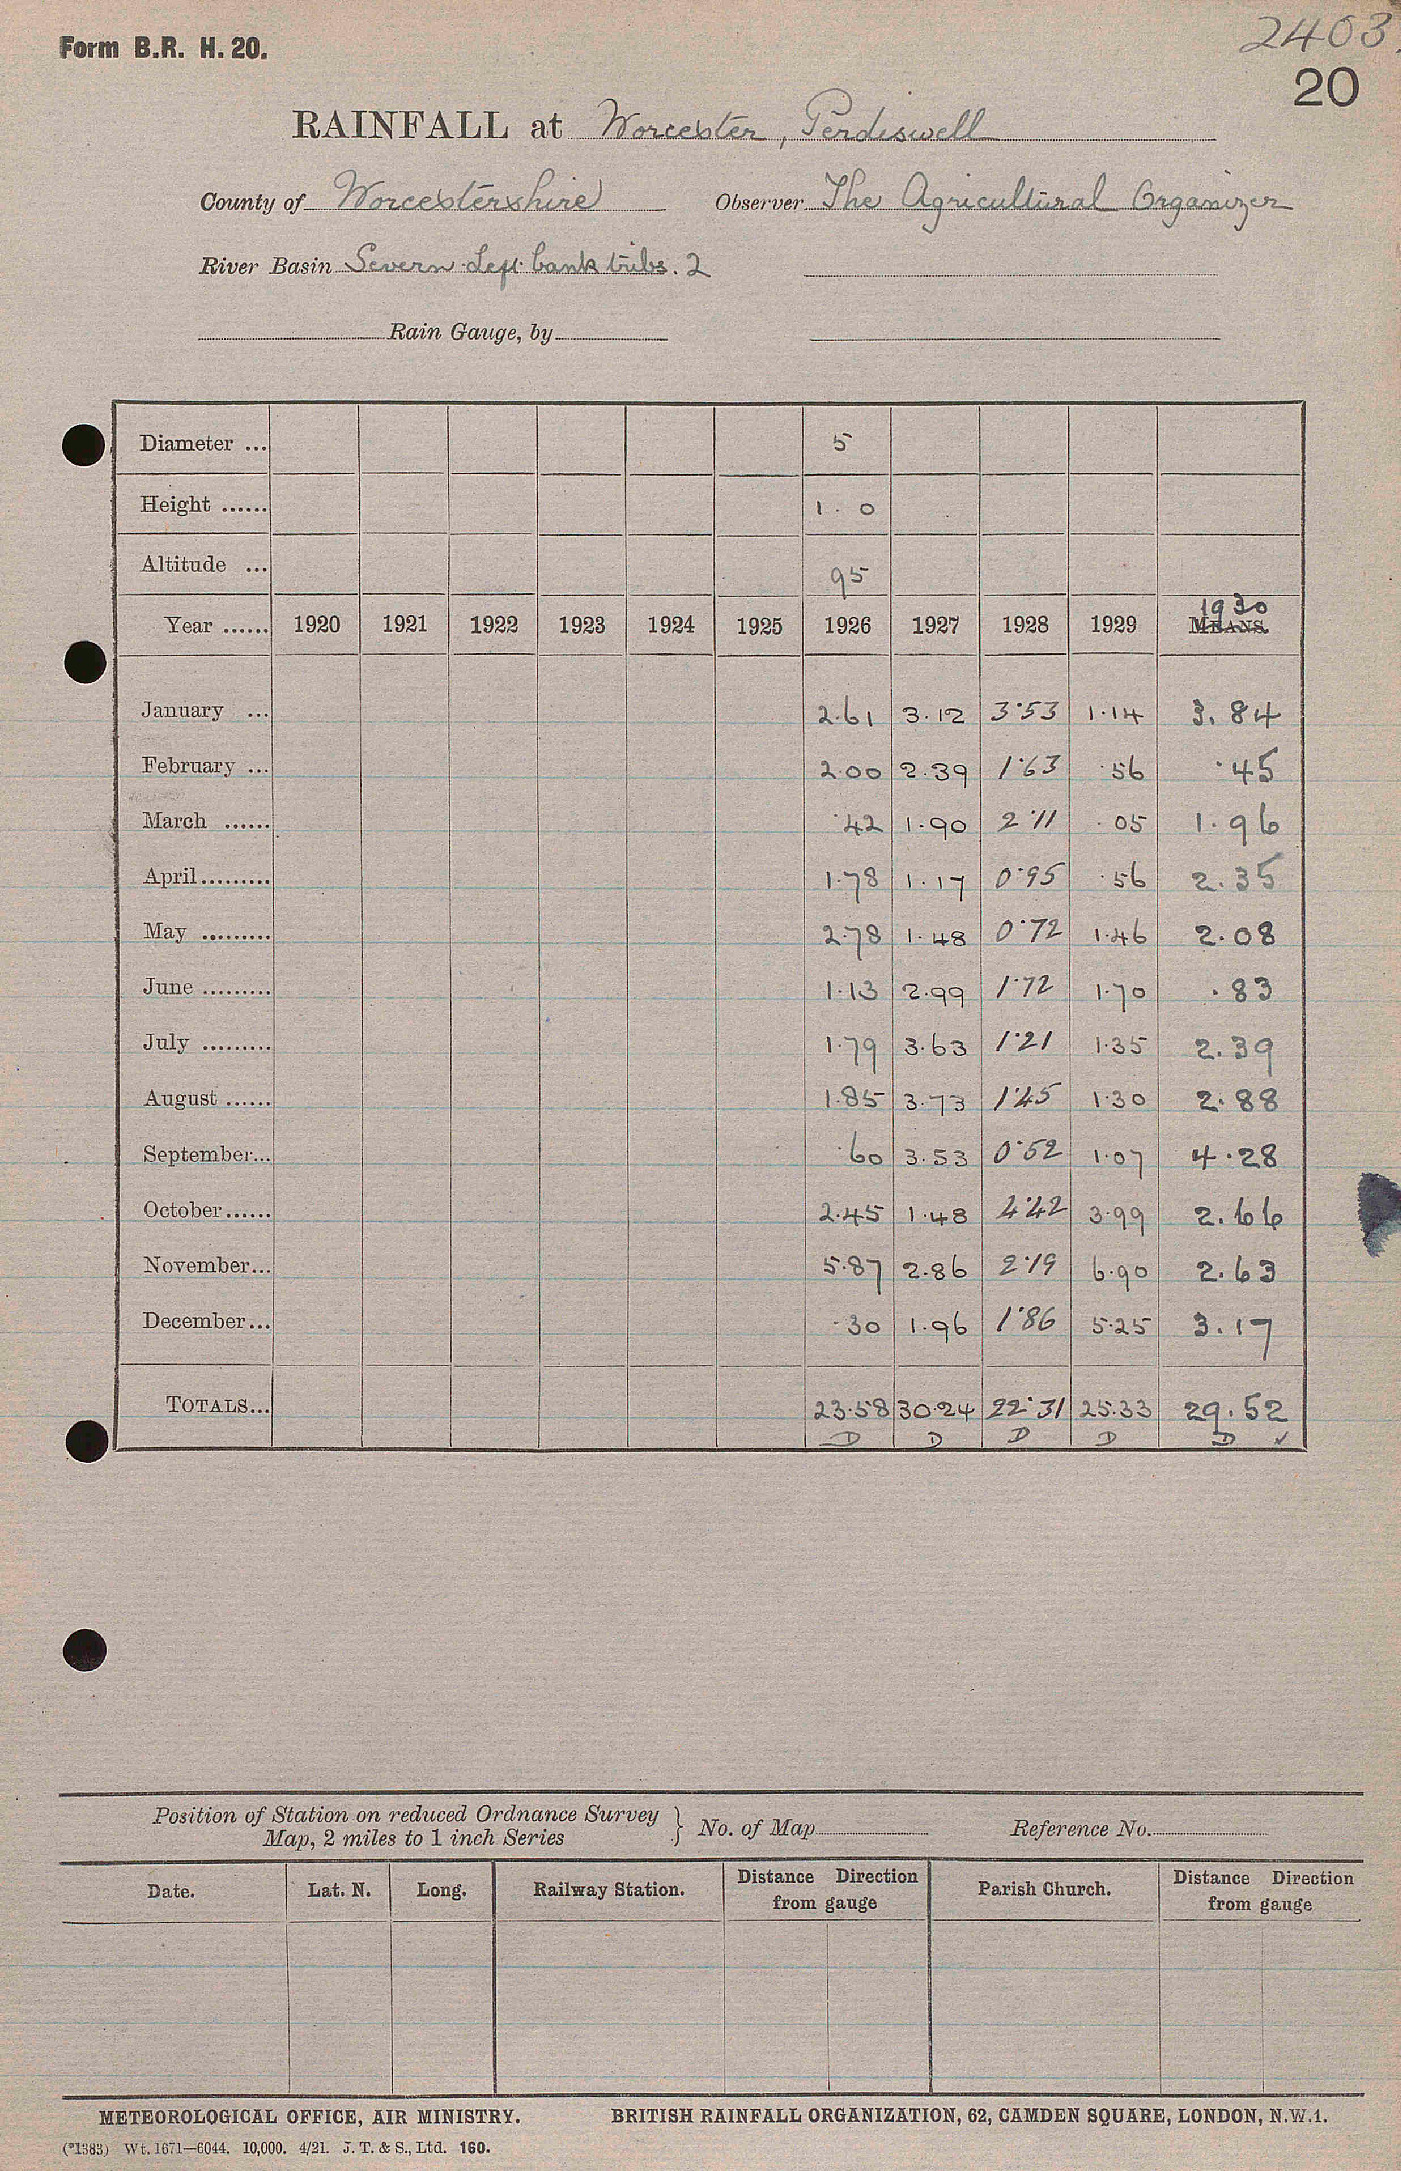 2403.
Form B.R. H. 20.
20
RAINFALL at Worcester, Perdiswell
County of Worcestershire Observer The Agricultural Organizer
River Basin Severn Left bank tribs. 2
Rain Gauge, by
Diameter ... 5
Height ...... 1. 0
Altitude ... 95
Year ...... 1920 1921 1922 1923 1924 1925 1926 1927 1928 1929 MEANS. 1930
January ... 2.61 3.12 3.53 1.14 3.84
February ... 2.00 2.39 1.63 .56 .45
March ...... .42 1.90 2.11 .05 1.96
April......... 1.78 1.17 0.95 .56 2.35
May ......... 2.78 1.48 0.72 1.46 2.08
June ......... 1.13 2.99 1.72 1.70 .83
July ......... 1.79 3.63 1.21 1.35 2.39
August ...... 1.85 3.73 1.45 1.30 2.88
September... .60 3.53 0.52 1.07 4.28
October...... 2.45 1.48 4.42 3.99 2.66
November... 5.87 2.86 2.19 6.90 2.63
December... .30 1.96 1.86 5.25 3.17
TOTALS... 23.58 30.24 22.31 25.33 29.52
D D D D D ✓
Position of Station on reduced Ordnance Survey
Map, 2 miles to 1 inch Series } No. of Map Reference No.
Date. Lat. N. Long. Railway Station. Distance Direction from gauge Parish Church. Distance Direction from gauge
METEOROLOGICAL OFFICE, AIR MINISTRY. BRITISH RAINFALL ORGANIZATION, 62, CAMDEN SQUARE, LONDON, N.W.1.
(*1383) Wt. 1671—6044. 10,000. 4/21. J. T. & S., Ltd. 160.